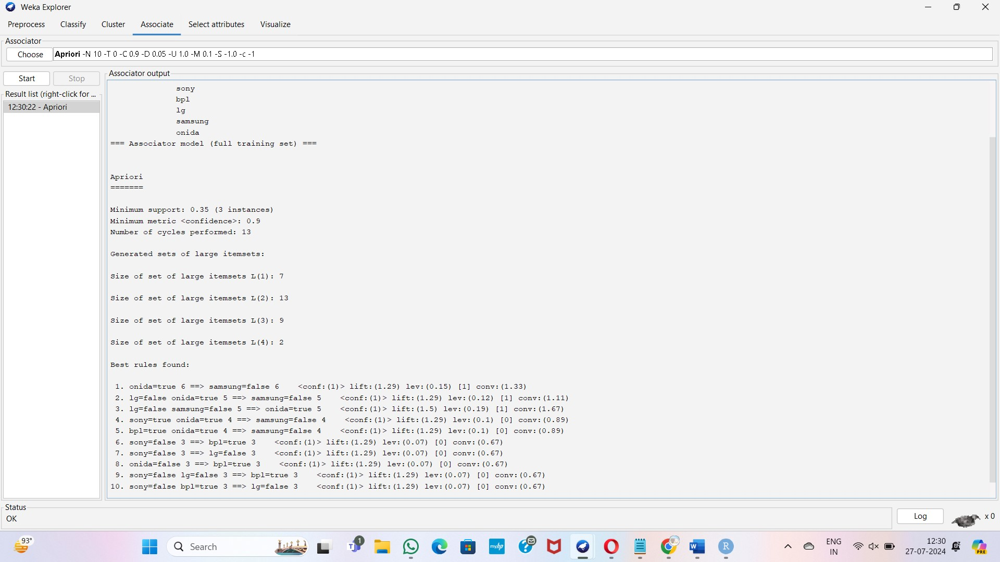 Weka Explorer
Preprocess Classify Cluster Associate Select attributes Visualize
Associator
Choose Apriori -N 10 -T 0 -C 0.9 -D 0.05 -U 1.0 -M 0.1 -S -1.0 -c -1
Start Stop
Result list (right-click for ...
12:30:22 - Apriori
Associator output
sony
bpl
lg
samsung
onida
=== Associator model (full training set) ===
Apriori
=======
Minimum support: 0.35 (3 instances)
Minimum metric <confidence>: 0.9
Number of cycles performed: 13
Generated sets of large itemsets:
Size of set of large itemsets L(1): 7
Size of set of large itemsets L(2): 13
Size of set of large itemsets L(3): 9
Size of set of large itemsets L(4): 2
Best rules found:
1. onida=true 6 ==> samsung=false 6 <conf:(1)> lift:(1.29) lev:(0.15) [1] conv:(1.33)
2. lg=false onida=true 5 ==> samsung=false 5 <conf:(1)> lift:(1.29) lev:(0.12) [1] conv:(1.11)
3. lg=false samsung=false 5 ==> onida=true 5 <conf:(1)> lift:(1.5) lev:(0.19) [1] conv:(1.67)
4. sony=true onida=true 4 ==> samsung=false 4 <conf:(1)> lift:(1.29) lev:(0.1) [0] conv:(0.89)
5. bpl=true onida=true 4 ==> samsung=false 4 <conf:(1)> lift:(1.29) lev:(0.1) [0] conv:(0.89)
6. sony=false 3 ==> bpl=true 3 <conf:(1)> lift:(1.29) lev:(0.07) [0] conv:(0.67)
7. sony=false 3 ==> lg=false 3 <conf:(1)> lift:(1.29) lev:(0.07) [0] conv:(0.67)
8. onida=false 3 ==> bpl=true 3 <conf:(1)> lift:(1.29) lev:(0.07) [0] conv:(0.67)
9. sony=false lg=false 3 ==> bpl=true 3 <conf:(1)> lift:(1.29) lev:(0.07) [0] conv:(0.67)
10. sony=false bpl=true 3 ==> lg=false 3 <conf:(1)> lift:(1.29) lev:(0.07) [0] conv:(0.67)
Status
OK
Log
x 0
93°
Search
T
1
myhp
?
W
R
ENG
IN
12:30
27-07-2024
PRE